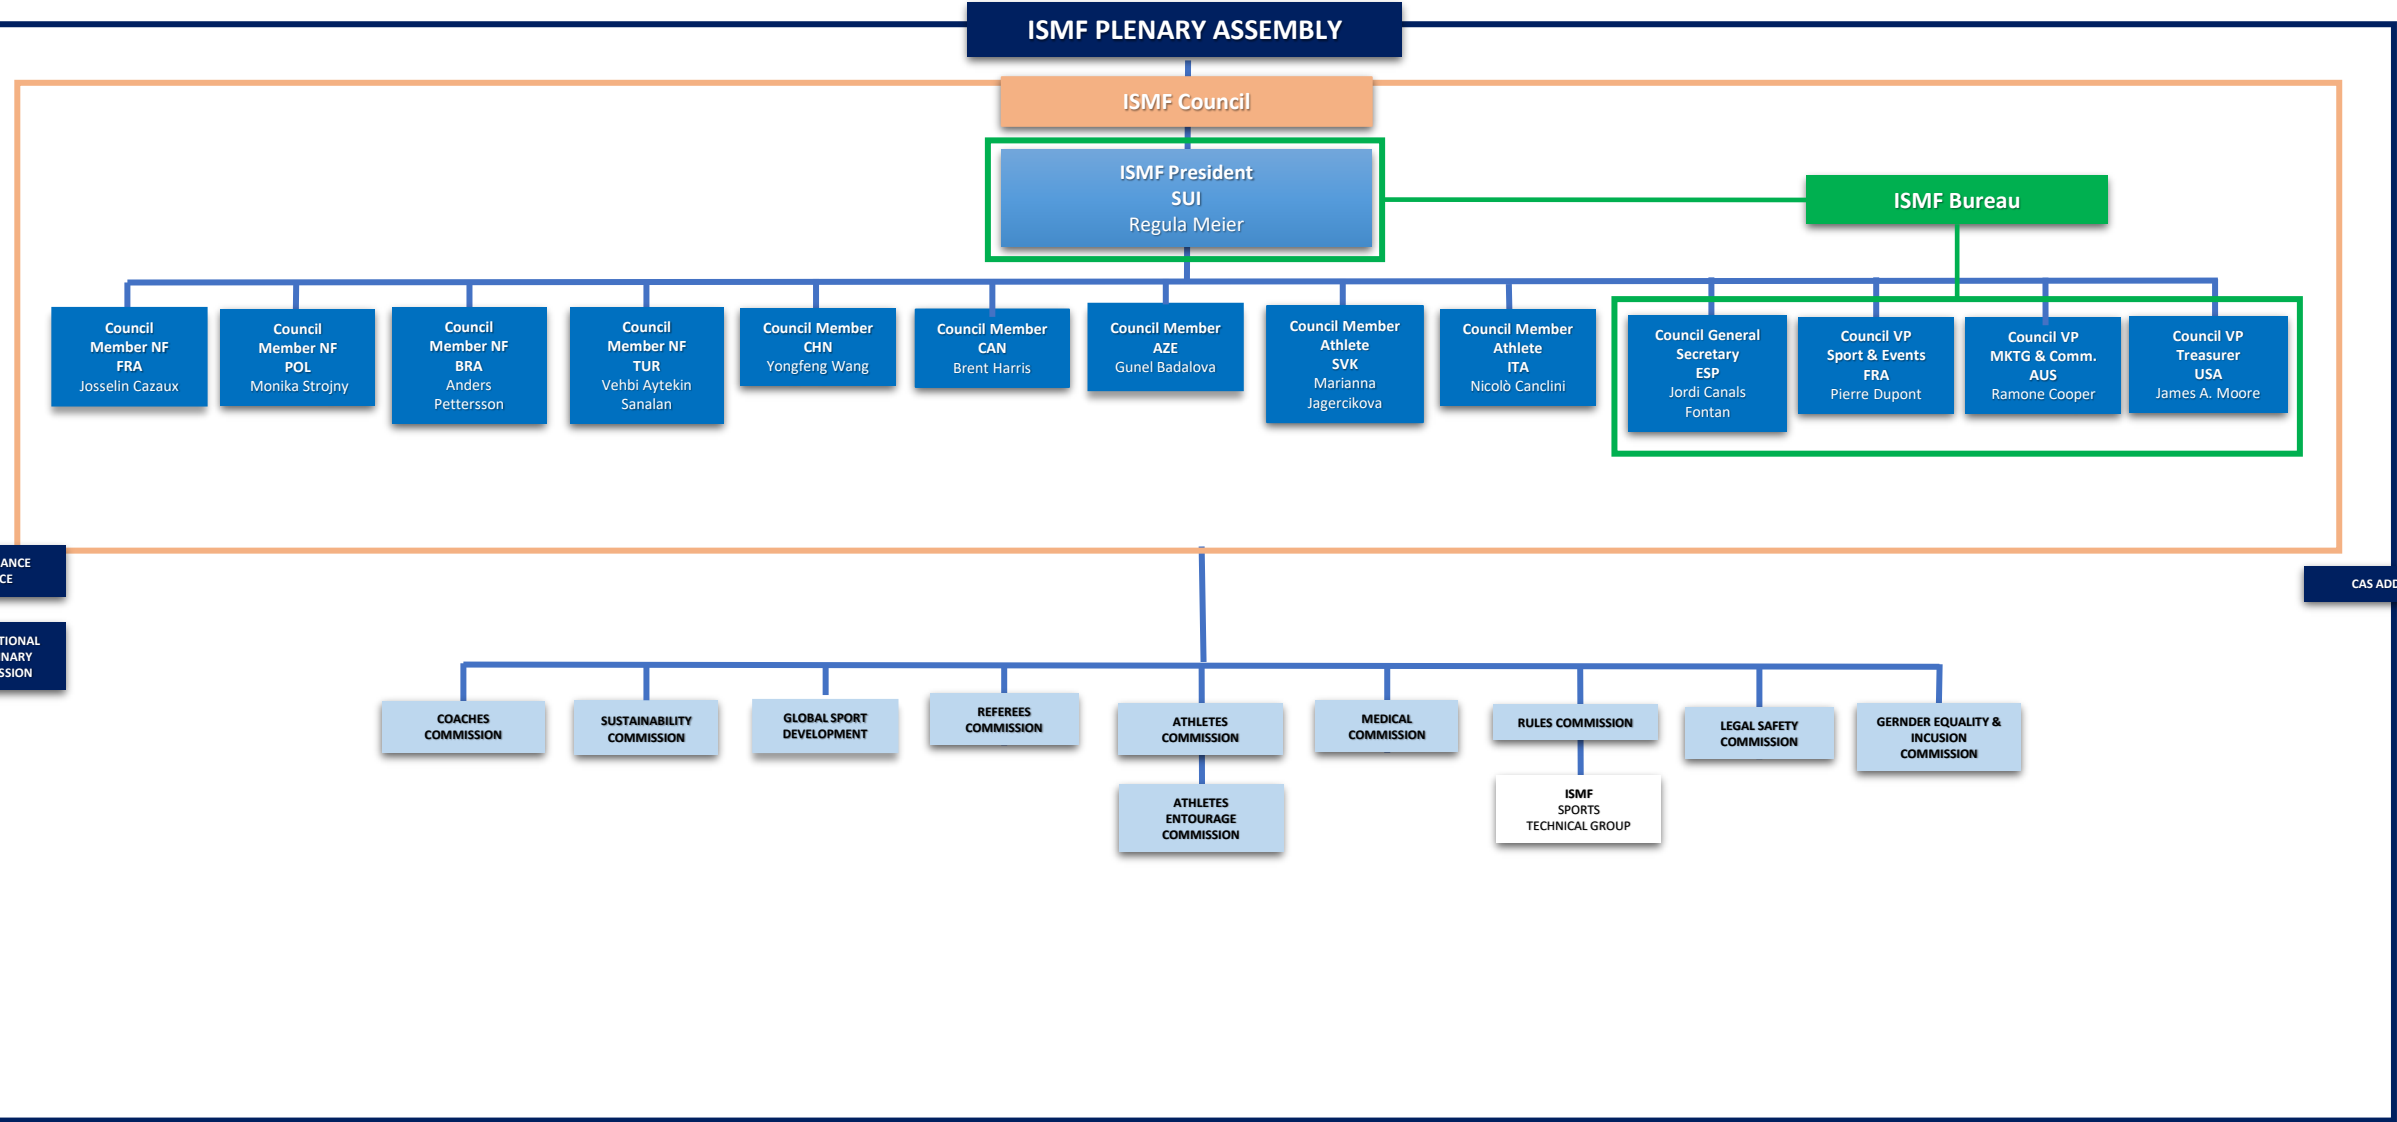 ISMF PLENARY ASSEMBLY
ISMF Council
ISMF President
SUI
Regula Meier
ISMF Bureau
Council
Member NF
FRA
Josselin Cazaux
Council
Member NF
POL
Monika Strojny
Council
Member NF
BRA
Anders
Pettersson
Council
Member NF
TUR
Vehbi Aytekin
Sanalan
Council Member
CHN
Yongfeng Wang
Council Member
CAN
Brent Harris
Council Member
AZE
Gunel Badalova
Council Member
Athlete
SVK
Marianna
Jagercikova
Council Member
Athlete
ITA
Nicolò Canclini
Council General
Secretary
ESP
Jordi Canals
Fontan
Council VP
Sport & Events
FRA
Pierre Dupont
Council VP
MKTG & Comm.
AUS
Ramone Cooper
Council VP
Treasurer
USA
James A. Moore
ANCE
CE
CAS ADD
TIONAL
INARY
SSION
COACHES
COMMISSION
SUSTAINABILITY
COMMISSION
GLOBAL SPORT
DEVELOPMENT
REFEREES
COMMISSION
ATHLETES
COMMISSION
MEDICAL
COMMISSION
RULES COMMISSION
LEGAL SAFETY
COMMISSION
GERNDER EQUALITY &
INCUSION
COMMISSION
ATHLETES
ENTOURAGE
COMMISSION
ISMF
SPORTS
TECHNICAL GROUP